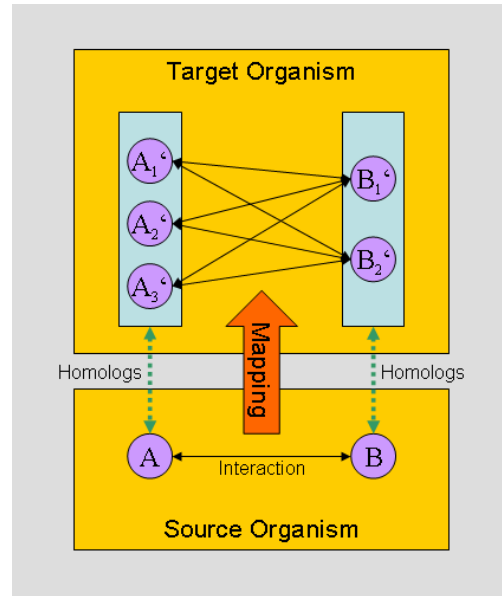 Target Organism
A₁‘
B₁‘
A₂‘
B₂‘
A₃‘
Mapping
Homologs
Homologs
A
B
Interaction
Source Organism